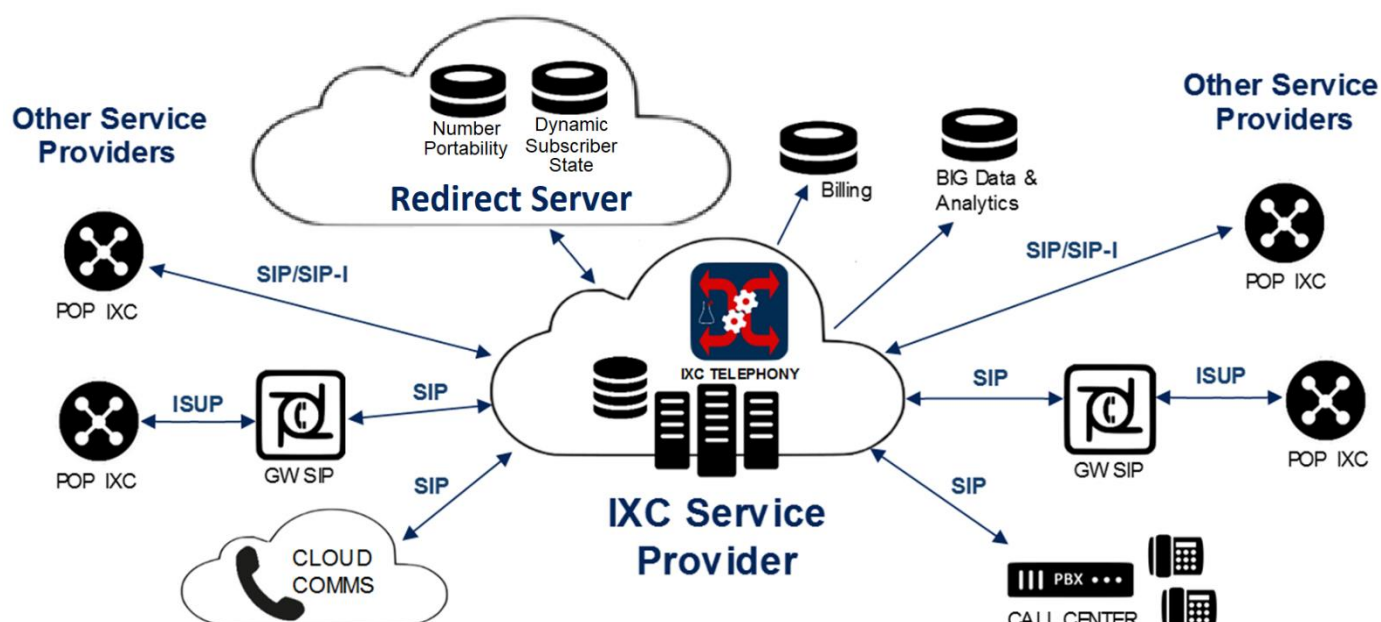 Number
Portability
Dynamic
Subscriber
State
Redirect Server
Other Service
Providers
Billing
BIG Data &
Analytics
Other Service
Providers
POP IXC
SIP/SIP-I
SIP/SIP-I
POP IXC
IXC TELEPHONY
ISUP
SIP
SIP
ISUP
POP IXC
GW SIP
GW SIP
POP IXC
SIP
SIP
IXC Service
Provider
CLOUD
COMMS
PBX
CALL CENTER